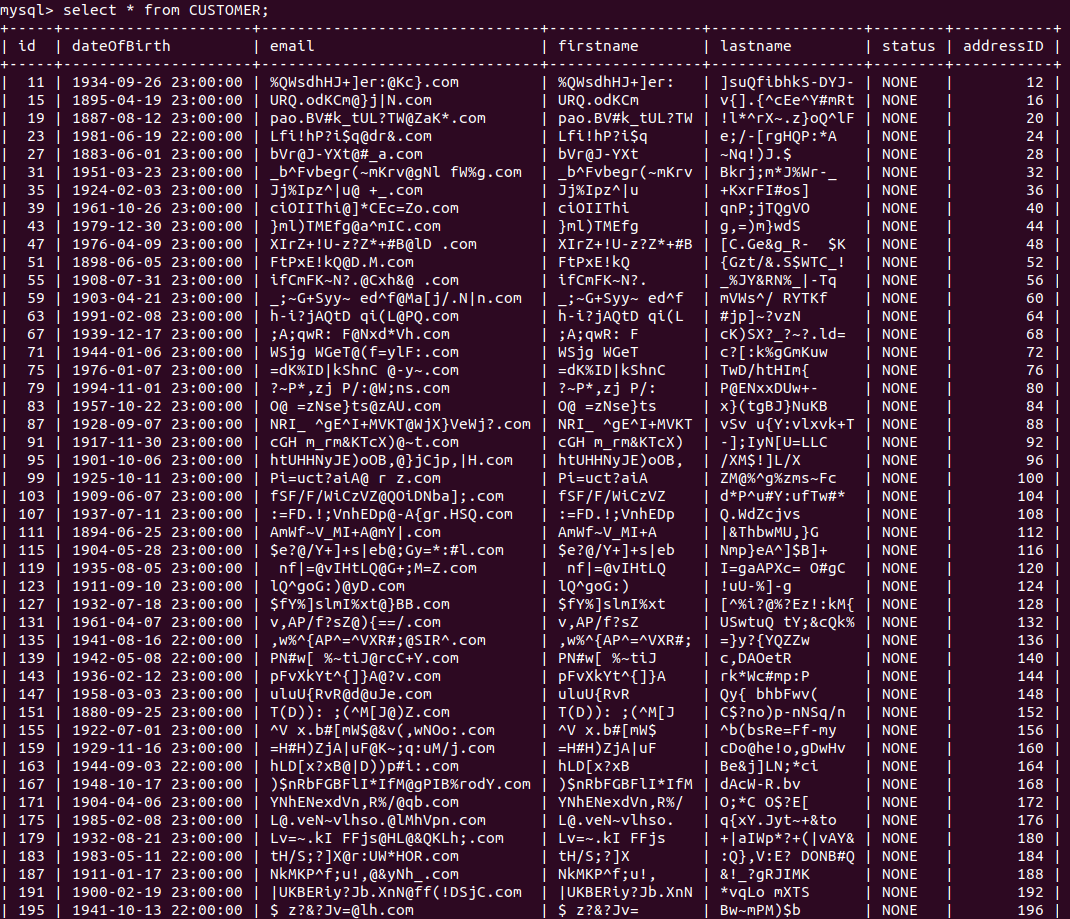 mysql> select * from CUSTOMER;
+-----+---------------------+-------------------------------+-----------------+-----------------+--------+-----------+
| id | dateOfBirth | email | firstname | lastname | status | addressID |
+-----+---------------------+-------------------------------+-----------------+-----------------+--------+-----------+
| 11 | 1934-09-26 23:00:00 | %QWsdhHJ+]er:@Kc}.com | %QWsdhHJ+]er: | ]suQfibhkS-DYJ- | NONE | 12 |
| 15 | 1895-04-19 23:00:00 | URQ.odKCm@}j|N.com | URQ.odKCm | v{].{^cEe^Y#mRt | NONE | 16 |
| 19 | 1887-08-12 23:00:00 | pao.BV#k_tUL?TW@ZaK*.com | pao.BV#k_tUL?TW | !l*^rX~.z}oQ^lF | NONE | 20 |
| 23 | 1981-06-19 22:00:00 | Lfi!hP?i$q@dr&.com | Lfi!hP?i$q | e;/-[rgHQP:*A | NONE | 24 |
| 27 | 1883-06-01 23:00:00 | bVr@J-YXt@#_a.com | bVr@J-YXt | ~Nq!)J.$ | NONE | 28 |
| 31 | 1951-03-23 23:00:00 | _b^Fvbegr(~mKrv@gNl fW%g.com | _b^Fvbegr(~mKrv | Bkrj;m*J%Wr-_ | NONE | 32 |
| 35 | 1924-02-03 23:00:00 | Jj%Ipz^|u@ +_.com | Jj%Ipz^|u | +KxrFI#os] | NONE | 36 |
| 39 | 1961-10-26 23:00:00 | ciOIIThi@]*CEc=Zo.com | ciOIIThi | qnP;jTQgVO | NONE | 40 |
| 43 | 1979-12-30 23:00:00 | }ml)TMEfg@a^mIC.com | }ml)TMEfg | g,=)m}wdS | NONE | 44 |
| 47 | 1976-04-09 23:00:00 | XIrZ+!U-z?Z*+#B@lD .com | XIrZ+!U-z?Z*+#B | [C.Ge&g_R-  $K | NONE | 48 |
| 51 | 1898-06-05 23:00:00 | FtPxE!kQ@D.M.com | FtPxE!kQ | {Gzt/&.S$WTC_! | NONE | 52 |
| 55 | 1908-07-31 23:00:00 | ifCmFK~N?.@Cxh&@ .com | ifCmFK~N?. | _%JY&RN%_|-Tq | NONE | 56 |
| 59 | 1903-04-21 23:00:00 | _;~G+Syy~ ed^f@Ma[j/.N|n.com | _;~G+Syy~ ed^f | mVWs^/ RYTKf | NONE | 60 |
| 63 | 1991-02-08 23:00:00 | h-i?jAQtD qi(L@PQ.com | h-i?jAQtD qi(L | #jp]~?vzN | NONE | 64 |
| 67 | 1939-12-17 23:00:00 | ;A;qwR: F@Nxd*Vh.com | ;A;qwR: F | cK)SX?_?~?.ld= | NONE | 68 |
| 71 | 1944-01-06 23:00:00 | WSjg WGeT@(f=ylF:.com | WSjg WGeT | c?[:k%gGmKuw | NONE | 72 |
| 75 | 1976-01-07 23:00:00 | =dK%ID|kShnC @-y~.com | =dK%ID|kShnC | TwD/htHIm{ | NONE | 76 |
| 79 | 1994-11-01 23:00:00 | ?~P*,zj P/:@W;ns.com | ?~P*,zj P/: | P@ENxxDUw+- | NONE | 80 |
| 83 | 1957-10-22 23:00:00 | O@ =zNse}ts@zAU.com | O@ =zNse}ts | x}(tgBJ}NuKB | NONE | 84 |
| 87 | 1928-09-07 23:00:00 | NRI_ ^gE^I+MVKT@WjX}VeWj?.com | NRI_ ^gE^I+MVKT | vSv u{Y:vlxvk+T | NONE | 88 |
| 91 | 1917-11-30 23:00:00 | cGH m_rm&KTcX)@~t.com | cGH m_rm&KTcX) | -];IyN[U=LLC | NONE | 92 |
| 95 | 1901-10-06 23:00:00 | htUHHNyJE)oOB,@}jCjp,|H.com | htUHHNyJE)oOB, | /XM$!]L/X | NONE | 96 |
| 99 | 1925-10-11 23:00:00 | Pi=uct?aiA@ r z.com | Pi=uct?aiA | ZM@%^g%zms~Fc | NONE | 100 |
| 103 | 1909-06-07 23:00:00 | fSF/F/WiCzVZ@QOiDNba];.com | fSF/F/WiCzVZ | d*P^u#Y:ufTw#* | NONE | 104 |
| 107 | 1937-07-11 23:00:00 | :=FD.!;VnhEDp@-A{gr.HSQ.com | :=FD.!;VnhEDp | Q.WdZcjvs | NONE | 108 |
| 111 | 1894-06-25 23:00:00 | AmWf~V_MI+A@mY|.com | AmWf~V_MI+A | |&ThbwMU,}G | NONE | 112 |
| 115 | 1904-05-28 23:00:00 | $e?@/Y+]+s|eb@;Gy=*:#l.com | $e?@/Y+]+s|eb | Nmp}eA^]$B]+ | NONE | 116 |
| 119 | 1935-08-05 23:00:00 |  nf|=@vIHtLQ@G+;M=Z.com |  nf|=@vIHtLQ | I=gaAPXc= O#gC | NONE | 120 |
| 123 | 1911-09-10 23:00:00 | lQ^goG:)@yD.com | lQ^goG:) | !uU-%]-g | NONE | 124 |
| 127 | 1932-07-18 23:00:00 | $fY%]slmI%xt@}BB.com | $fY%]slmI%xt | [^%i?@%?Ez!:kM{ | NONE | 128 |
| 131 | 1961-04-07 23:00:00 | v,AP/f?sZ@){==/.com | v,AP/f?sZ | USwtuQ tY;&cQk% | NONE | 132 |
| 135 | 1941-08-16 22:00:00 | ,w%^{AP^=^VXR#;@SIR^.com | ,w%^{AP^=^VXR#; | =}y?{YQZZw | NONE | 136 |
| 139 | 1942-05-08 22:00:00 | PN#w[ %~tiJ@rcC+Y.com | PN#w[ %~tiJ | c,DAOetR | NONE | 140 |
| 143 | 1936-02-12 23:00:00 | pFvXkYt^{]}A@?v.com | pFvXkYt^{]}A | rk*Wc#mp:P | NONE | 144 |
| 147 | 1958-03-03 23:00:00 | uluU{RvR@d@uJe.com | uluU{RvR | Qy{ bhbFwv( | NONE | 148 |
| 151 | 1880-09-25 23:00:00 | T(D)): ;(^M[J@)Z.com | T(D)): ;(^M[J | C$?no)p-nNSq/n | NONE | 152 |
| 155 | 1922-07-01 23:00:00 | ^V x.b#[mW$@&v(,wNOo:.com | ^V x.b#[mW$ | ^b(bsRe=Ff-my | NONE | 156 |
| 159 | 1929-11-16 23:00:00 | =H#H)ZjA|uF@K~;q:uM/j.com | =H#H)ZjA|uF | cDo@he!o,gDwHv | NONE | 160 |
| 163 | 1944-09-03 22:00:00 | hLD[x?xB@|D))p#i:.com | hLD[x?xB | Be&j]LN;*ci | NONE | 164 |
| 167 | 1948-10-17 23:00:00 | )$nRbFGBFlI*IfM@gPIB%rodY.com | )$nRbFGBFlI*IfM | dAcW-R.bv | NONE | 168 |
| 171 | 1904-04-06 23:00:00 | YNhENexdVn,R%/@qb.com | YNhENexdVn,R%/ | O;*C O$?E[ | NONE | 172 |
| 175 | 1985-02-08 23:00:00 | L@.veN~vlhso.@lMhVpn.com | L@.veN~vlhso. | q{xY.Jyt~+&to | NONE | 176 |
| 179 | 1932-08-21 23:00:00 | Lv=~.kI FFjs@HL@&QKLh;.com | Lv=~.kI FFjs | +|aIWp*?+(|vAY& | NONE | 180 |
| 183 | 1983-05-11 22:00:00 | tH/S;?]X@r:UW*HOR.com | tH/S;?]X | :Q},V:E? DONB#Q | NONE | 184 |
| 187 | 1911-01-17 23:00:00 | NkMKP^f;u!,@&yNh_.com | NkMKP^f;u!, | &!_?gRJIMK | NONE | 188 |
| 191 | 1900-02-19 23:00:00 | |UKBERiy?Jb.XnN@ff(!DSjC.com | |UKBERiy?Jb.XnN | *vqLo mXTS | NONE | 192 |
| 195 | 1941-10-13 22:00:00 | $ z?&?Jv=@lh.com | $ z?&?Jv= | Bw~mPM)$b | NONE | 196 |